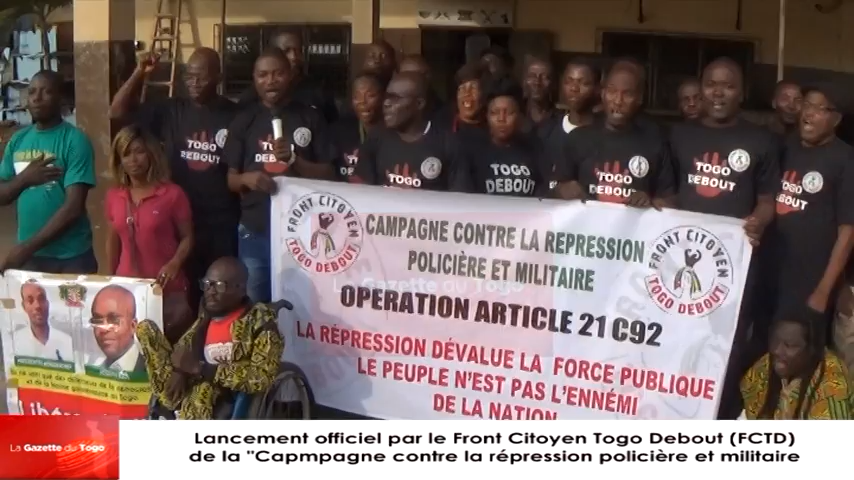 TOGO
DEBOUT
TOGO
DEBOUT
TOGO
DEBOUT
TOGO
DEBOUT
TOGO
DEBOUT
TOGO
DEBOUT
FRONT CITOYEN
TOGO DEBOUT
CAMPAGNE CONTRE LA REPRESSION
POLICIÈRE ET MILITAIRE
OPERATION ARTICLE 21 C92
LA RÉPRESSION DÉVALUE LA FORCE PUBLIQUE
LE PEUPLE N'EST PAS L'ENNÉMI
DE LA NATION
FRONT CITOYEN
TOGO DEBOUT
La Gazette du Togo
La Gazette du Togo
Lancement officiel par le Front Citoyen Togo Debout (FCTD)
de la "Capmpagne contre la répression policière et militaire